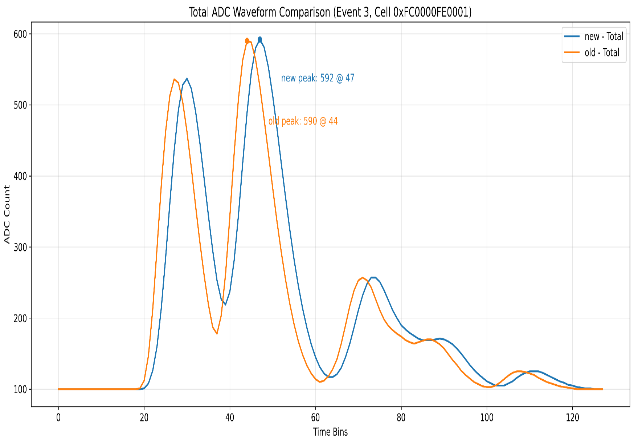 Total ADC Waveform Comparison (Event 3, Cell 0xFC0000FE0001)
new - Total
old - Total
new peak: 592 @ 47
old peak: 590 @ 44
ADC Count
600
500
400
300
200
100
0 20 40 60 80 100 120
Time Bins